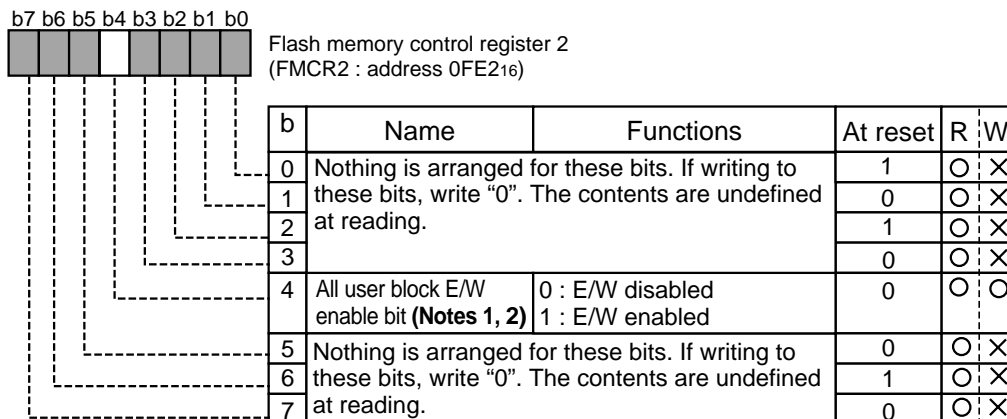 b7 b6 b5 b4 b3 b2 b1 b0
Flash memory control register 2
(FMCR2 : address 0FE216)
b Name Functions At reset R W
0 Nothing is arranged for these bits. If writing to 1 O ×
1 these bits, write “0”. The contents are undefined 0 O ×
2 at reading. 1 O ×
3 0 O ×
4 All user block E/W 0 : E/W disabled 0 O O
enable bit (Notes 1, 2) 1 : E/W enabled
5 Nothing is arranged for these bits. If writing to 0 O ×
6 these bits, write “0”. The contents are undefined 1 O ×
7 at reading. 0 O ×